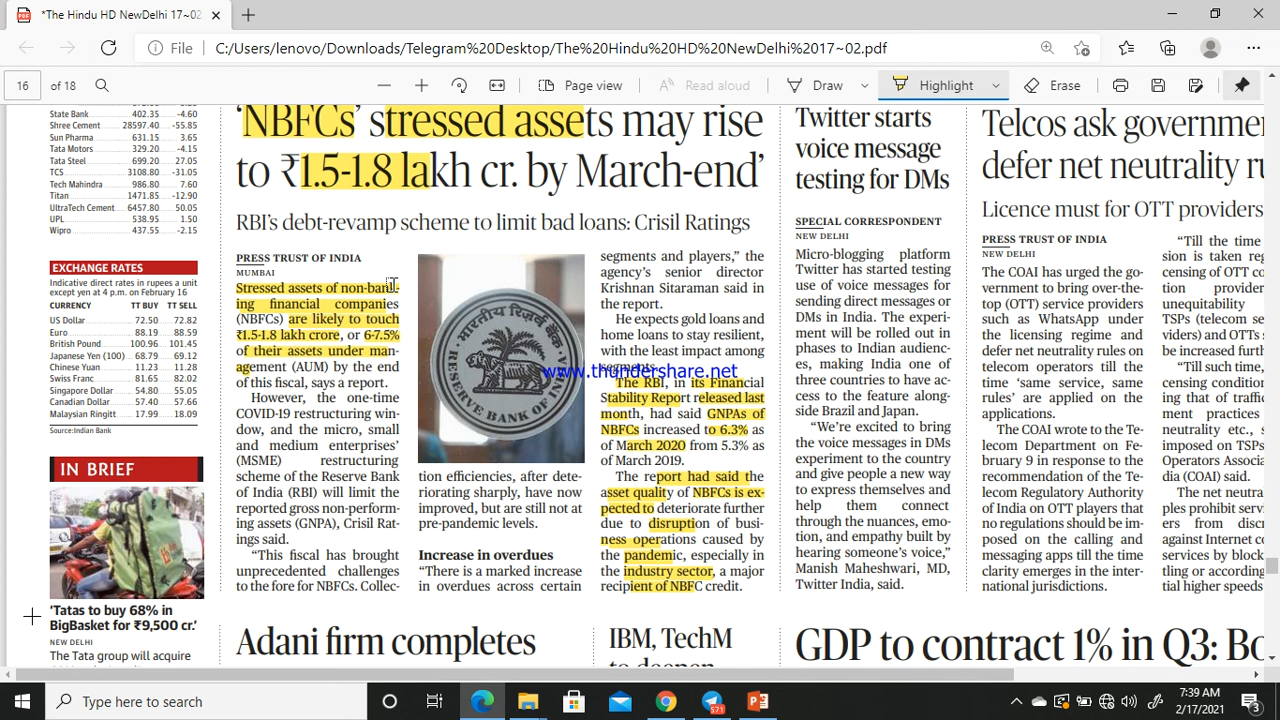 *The Hindu HD NewDelhi 17~02
File
C:/Users/lenovo/Downloads/Telegram%20Desktop/The%20Hindu%20HD%20NewDelhi%2017~02.pdf
16
of 18
Page view
Read aloud
Draw
Highlight
Erase
State Bank 402.35 -4.60
Shree Cement 28597.40 -55.85
Sun Pharma 631.15 3.65
Tata Motors 329.20 -4.15
Tata Steel 699.20 27.05
TCS 3108.80 -31.05
Tech Mahindra 986.80 7.60
Titan 1471.85 -12.90
UltraTech Cement 6457.80 50.05
UPL 538.95 1.50
Wipro 437.55 -2.15
EXCHANGE RATES
Indicative direct rates in rupees a unit
except yen at 4 p.m. on February 16
CURRENCY TT BUY TT SELL
US Dollar 72.50 72.82
Euro 88.19 88.59
British Pound 100.96 101.45
Japanese Yen (100) 68.79 69.12
Chinese Yuan 11.23 11.28
Swiss Franc 81.65 82.02
Singapore Dollar 54.80 55.05
Canadian Dollar 57.40 57.66
Malaysian Ringitt 17.99 18.09
Source:Indian Bank
IN BRIEF
'Tatas to buy 68% in
BigBasket for ₹9,500 cr.'
NEW DELHI
The Tata group will acquire
'NBFCs' stressed assets may rise
to ₹1.5-1.8 lakh cr. by March-end'
RBI's debt-revamp scheme to limit bad loans: Crisil Ratings
PRESS TRUST OF INDIA
MUMBAI
Stressed assets of non-bank-
ing financial companies
(NBFCs) are likely to touch
₹1.5-1.8 lakh crore, or 6-7.5%
of their assets under man-
agement (AUM) by the end
of this fiscal, says a report.
However, the one-time
COVID-19 restructuring win-
dow, and the micro, small
and medium enterprises'
(MSME) restructuring
scheme of the Reserve Bank
of India (RBI) will limit the
reported gross non-perform-
ing assets (GNPA), Crisil Rat-
ings said.
"This fiscal has brought
unprecedented challenges
to the fore for NBFCs. Collec-
भारतीय रिज़र्व बैंक
RESERVE BANK OF INDIA
www.thundershare.net
tion efficiencies, after dete-
riorating sharply, have now
improved, but are still not at
pre-pandemic levels.
Increase in overdues
"There is a marked increase
in overdues across certain
segments and players," the
agency's senior director
Krishnan Sitaraman said in
the report.
He expects gold loans and
home loans to stay resilient,
with the least impact among
segments.
The RBI, in its Financial
Stability Report released last
month, had said GNPAs of
NBFCs increased to 6.3% as
of March 2020 from 5.3% as
of March 2019.
The report had said the
asset quality of NBFCs is ex-
pected to deteriorate further
due to disruption of busi-
ness operations caused by
the pandemic, especially in
the industry sector, a major
recipient of NBFC credit.
Twitter starts
voice message
testing for DMs
SPECIAL CORRESPONDENT
NEW DELHI
Micro-blogging platform
Twitter has started testing
use of voice messages for
sending direct messages or
DMs in India. The experi-
ment will be rolled out in
phases to Indian audienc-
es, making India one of
three countries to have ac-
cess to the feature along-
side Brazil and Japan.
"We're excited to bring
the voice messages in DMs
experiment to the country
and give people a new way
to express themselves and
help them connect
through the nuances, emo-
tion, and empathy built by
hearing someone's voice,"
Manish Maheshwari, MD,
Twitter India, said.
Telcos ask governme
defer net neutrality ru
Licence must for OTT providers
PRESS TRUST OF INDIA
NEW DELHI
The COAI has urged the go-
vernment to bring over-the-
top (OTT) service providers
such as WhatsApp under
the licensing regime and
defer net neutrality rules on
telecom operators till the
time 'same service, same
rules' are applied on the
applications.
The COAI wrote to the Te-
lecom Department on Fe-
bruary 9 in response to the
recommendation of the Te-
lecom Regulatory Authority
of India on OTT players that
no regulations should be im-
posed on the calling and
messaging apps till the time
clarity emerges in the inter-
national jurisdictions.
"Till the time
sion is taken reg
censing of OTT co
tion provider
unequitability
TSPs (telecom se
viders) and OTTs
be increased furth
"Till such time,
censing condition
ing that of traffic
ment practices
neutrality etc., s
imposed on TSPs
Operators Associa
dia (COAI) said.
The net neutra
ples prohibit serv
ers from discr
against Internet co
services by block
tling or according
tial higher speeds
Adani firm completes
IBM, TechM
to deepen
GDP to contract 1% in Q3: Bo
Type here to search
571
7:39 AM
2/17/2021
3